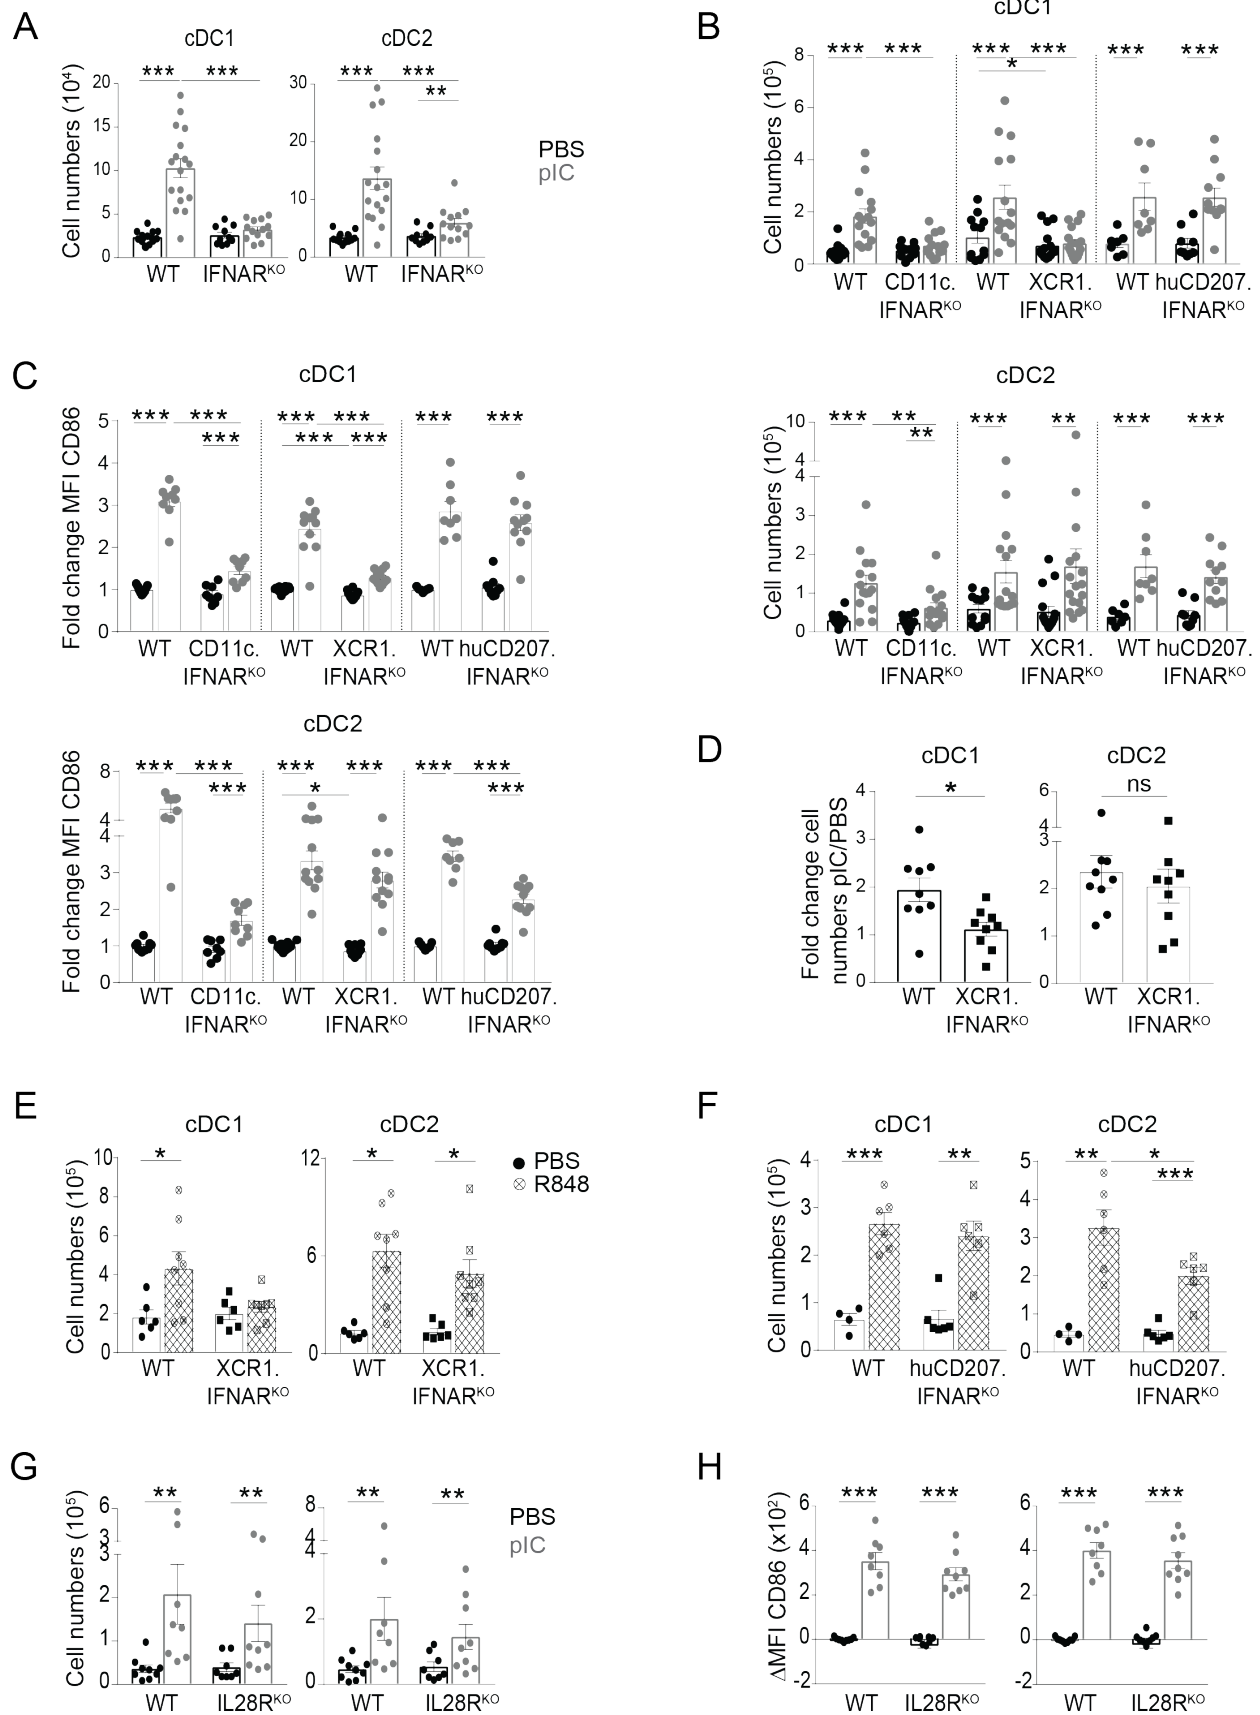 A
cDC1
cDC2
Cell numbers (10⁴)
20
15
10
5
0
*** ***
WT IFNARᴷᴼ
30
20
10
0
*** ***
**
WT IFNARᴷᴼ
PBS
pIC
B
cDC1
Cell numbers (10⁵)
8
6
4
2
0
*** *** *** *** *** ***
*
WT CD11c. WT XCR1. WT huCD207.
IFNARᴷᴼ IFNARᴷᴼ IFNARᴷᴼ
cDC2
Cell numbers (10⁵)
10
4
4
3
2
1
0
*** ** *** ** *** ***
**
WT CD11c. WT XCR1. WT huCD207.
IFNARᴷᴼ IFNARᴷᴼ IFNARᴷᴼ
C
cDC1
Fold change MFI CD86
5
4
3
2
1
0
*** *** *** *** *** ***
*** *** ***
WT CD11c. WT XCR1. WT huCD207.
IFNARᴷᴼ IFNARᴷᴼ IFNARᴷᴼ
cDC2
Fold change MFI CD86
8
4
4
3
2
1
0
*** *** *** *** *** ***
*** * ***
WT CD11c. WT XCR1. WT huCD207.
IFNARᴷᴼ IFNARᴷᴼ IFNARᴷᴼ
D
cDC1
cDC2
Fold change cell
numbers pIC/PBS
4
3
2
1
0
*
WT XCR1.
IFNARᴷᴼ
6
4
3
2
1
0
ns
WT XCR1.
IFNARᴷᴼ
E
cDC1
cDC2
Cell numbers (10⁵)
10
8
6
4
2
0
*
WT XCR1.
IFNARᴷᴼ
12
6
0
* *
WT XCR1.
IFNARᴷᴼ
PBS
R848
F
cDC1
cDC2
Cell numbers (10⁵)
4
3
2
1
0
*** **
WT huCD207.
IFNARᴷᴼ
5
4
3
2
1
0
** *
***
WT huCD207.
IFNARᴷᴼ
G
Cell numbers (10⁵)
6
3
3
2
1
0
** **
WT IL28Rᴷᴼ
8
4
4
2
0
** **
WT IL28Rᴷᴼ
PBS
pIC
H
ΔMFI CD86 (x10²)
6
4
2
0
-2
*** ***
WT IL28Rᴷᴼ
6
4
2
0
-2
*** ***
WT IL28Rᴷᴼ